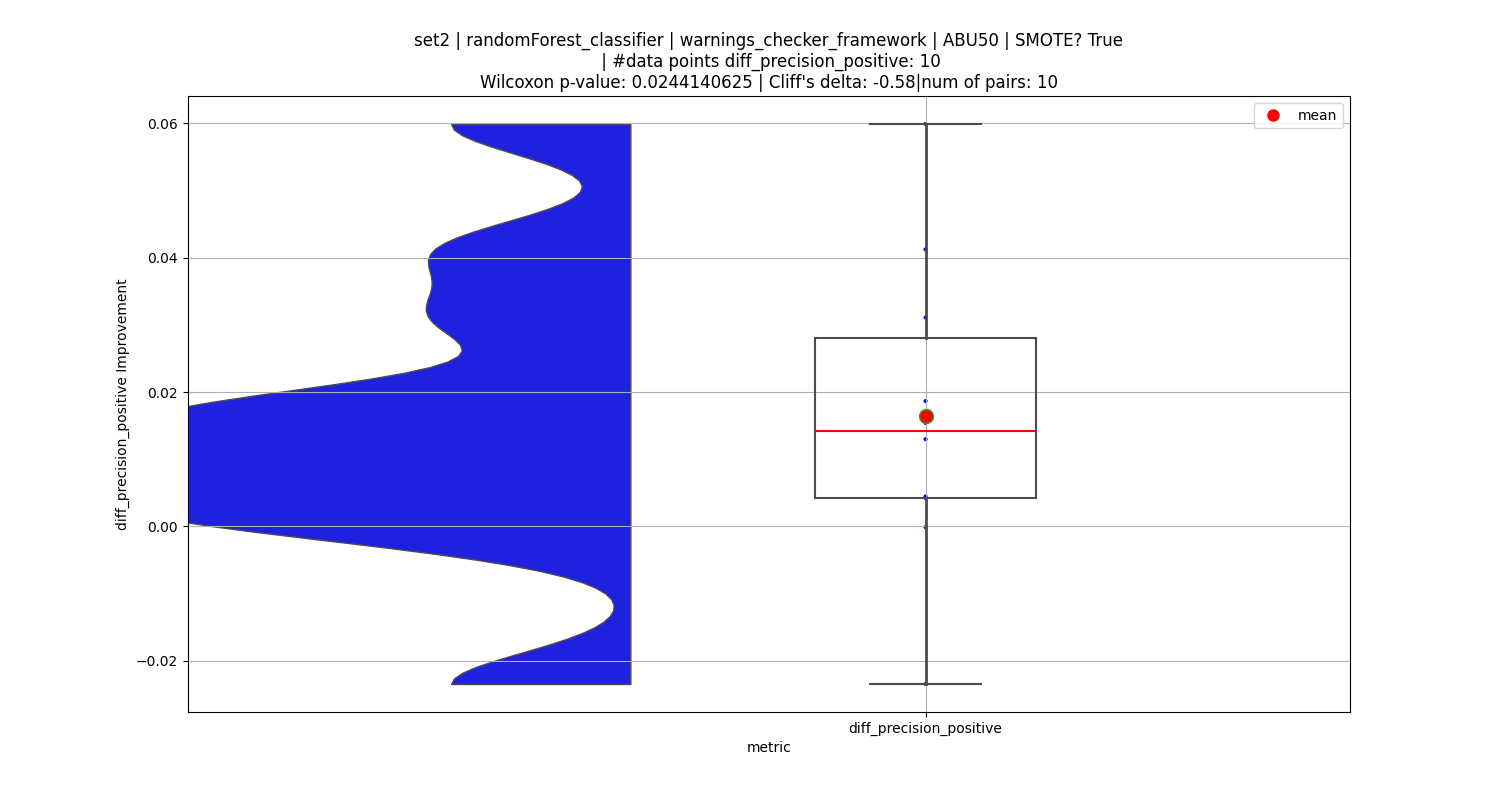 set2 | randomForest_classifier | warnings_checker_framework | ABU50 | SMOTE? True
| #data points diff_precision_positive: 10
Wilcoxon p-value: 0.0244140625 | Cliff's delta: -0.58|num of pairs: 10
mean
0.06
0.04
0.02
0.00
−0.02
diff_precision_positive Improvement
diff_precision_positive
metric